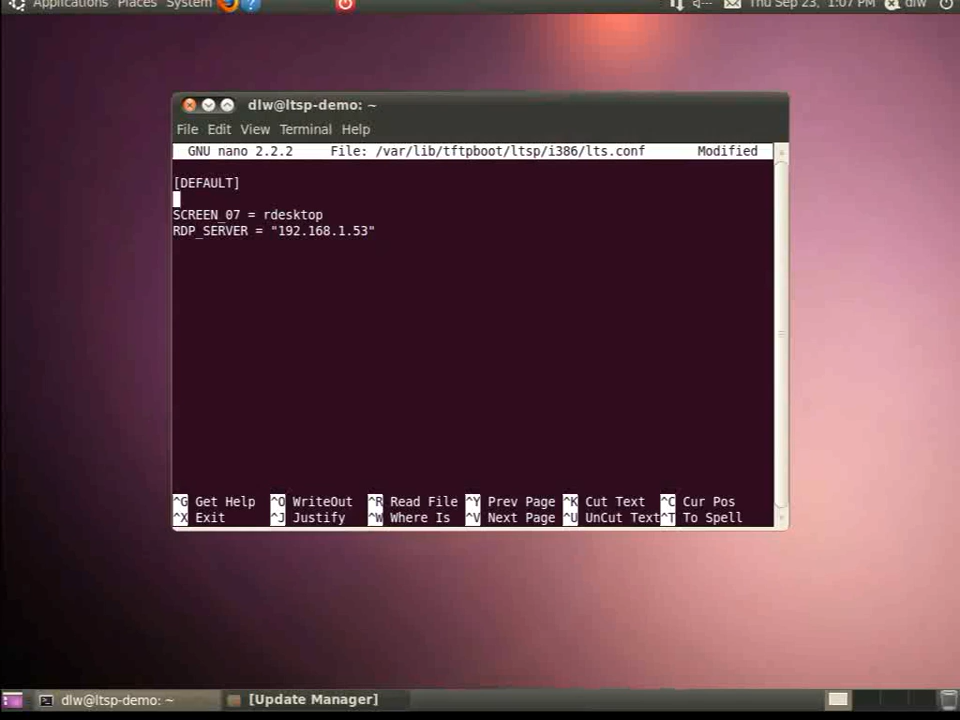 Applications Places System Thu Sep 23, 1:07 PM dlw
dlw@ltsp-demo: ~
File Edit View Terminal Help
GNU nano 2.2.2 File: /var/lib/tftpboot/ltsp/i386/lts.conf Modified
[DEFAULT]
SCREEN_07 = rdesktop
RDP_SERVER = "192.168.1.53"
^G Get Help ^O WriteOut ^R Read File ^Y Prev Page ^K Cut Text ^C Cur Pos
^X Exit ^J Justify ^W Where Is ^V Next Page ^U UnCut Text^T To Spell
dlw@ltsp-demo: ~ [Update Manager]